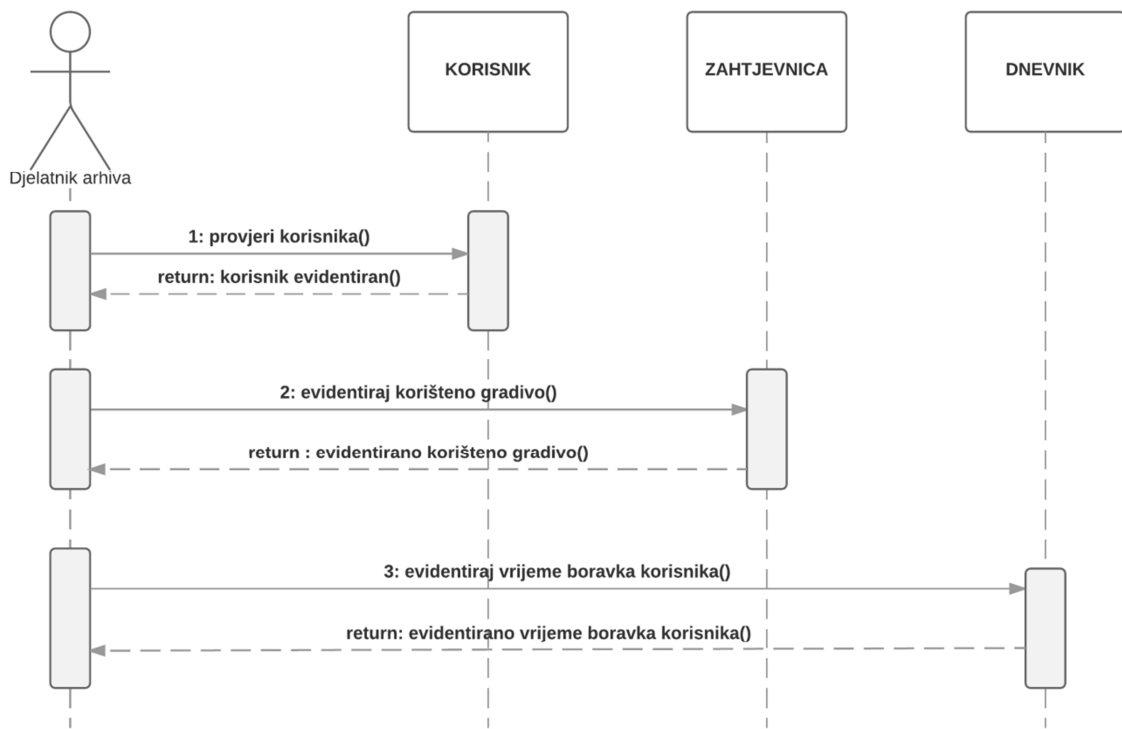 KORISNIK
ZAHTJEVNICA
DNEVNIK
Djelatnik arhiva
1: provjeri korisnika()
return: korisnik evidentiran()
2: evidentiraj korišteno gradivo()
return : evidentirano korišteno gradivo()
3: evidentiraj vrijeme boravka korisnika()
return: evidentirano vrijeme boravka korisnika()